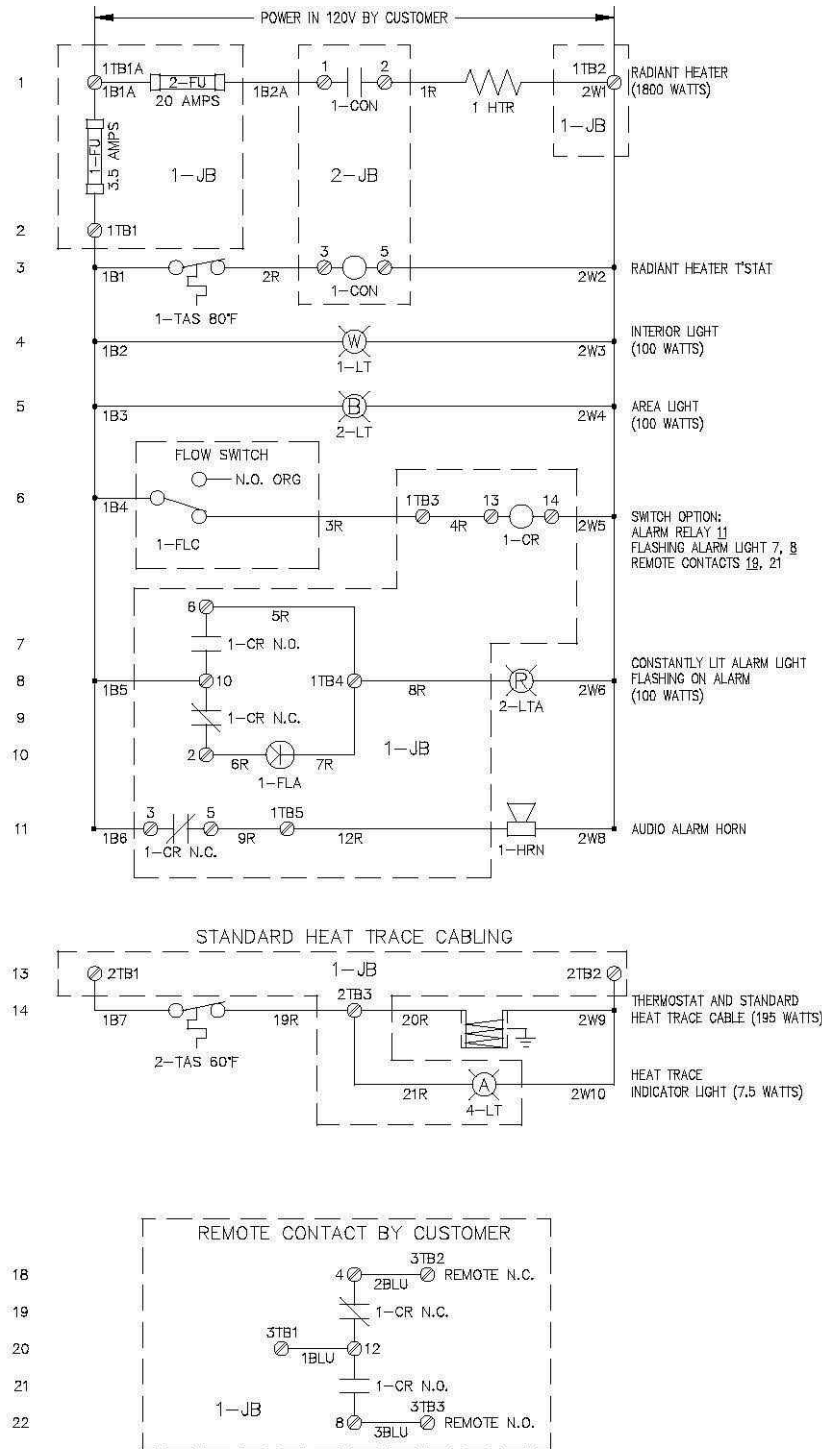 POWER IN 120V BY CUSTOMER
1 1TB1A 2-FU 1 2 1TB2 RADIANT HEATER
1B1A 20 AMPS 1B2A 1-CON 1R 1 HTR 2W1 (1800 WATTS)
1-FU 3.5 AMPS
1-JB 2-JB 1-JB
2 1TB1
3 3 5 RADIANT HEATER T'STAT
1B1 2R 1-CON 2W2
1-TAS 80°F
4 W INTERIOR LIGHT
1B2 1-LT 2W3 (100 WATTS)
5 B AREA LIGHT
1B3 2-LT 2W4 (100 WATTS)
FLOW SWITCH
N.O. ORG
6 1B4 1TB3 13 14
1-FLC 3R 4R 1-CR 2W5
SWITCH OPTION:
ALARM RELAY 11
FLASHING ALARM LIGHT 7, 8
REMOTE CONTACTS 19, 21
6 5R
7 1-CR N.O.
8 1B5 10 1TB4 8R R 2W6
2-LTA
CONSTANTLY LIT ALARM LIGHT
FLASHING ON ALARM
(100 WATTS)
9 1-CR N.C.
1-JB
10 2 6R 7R
1-FLA
11 3 5 1TB5 AUDIO ALARM HORN
1B6 1-CR N.C. 9R 12R 1-HRN 2W8
STANDARD HEAT TRACE CABLING
13 2TB1 1-JB 2TB2
14 2TB3 THERMOSTAT AND STANDARD
1B7 19R 20R 2W9 HEAT TRACE CABLE (195 WATTS)
2-TAS 60°F
A HEAT TRACE
21R 4-LT 2W10 INDICATOR LIGHT (7.5 WATTS)
REMOTE CONTACT BY CUSTOMER
18 4 2BLU 3TB2 REMOTE N.C.
19 1-CR N.C.
20 3TB1 1BLU 12
21 1-CR N.O.
1-JB
22 8 3BLU 3TB3 REMOTE N.O.